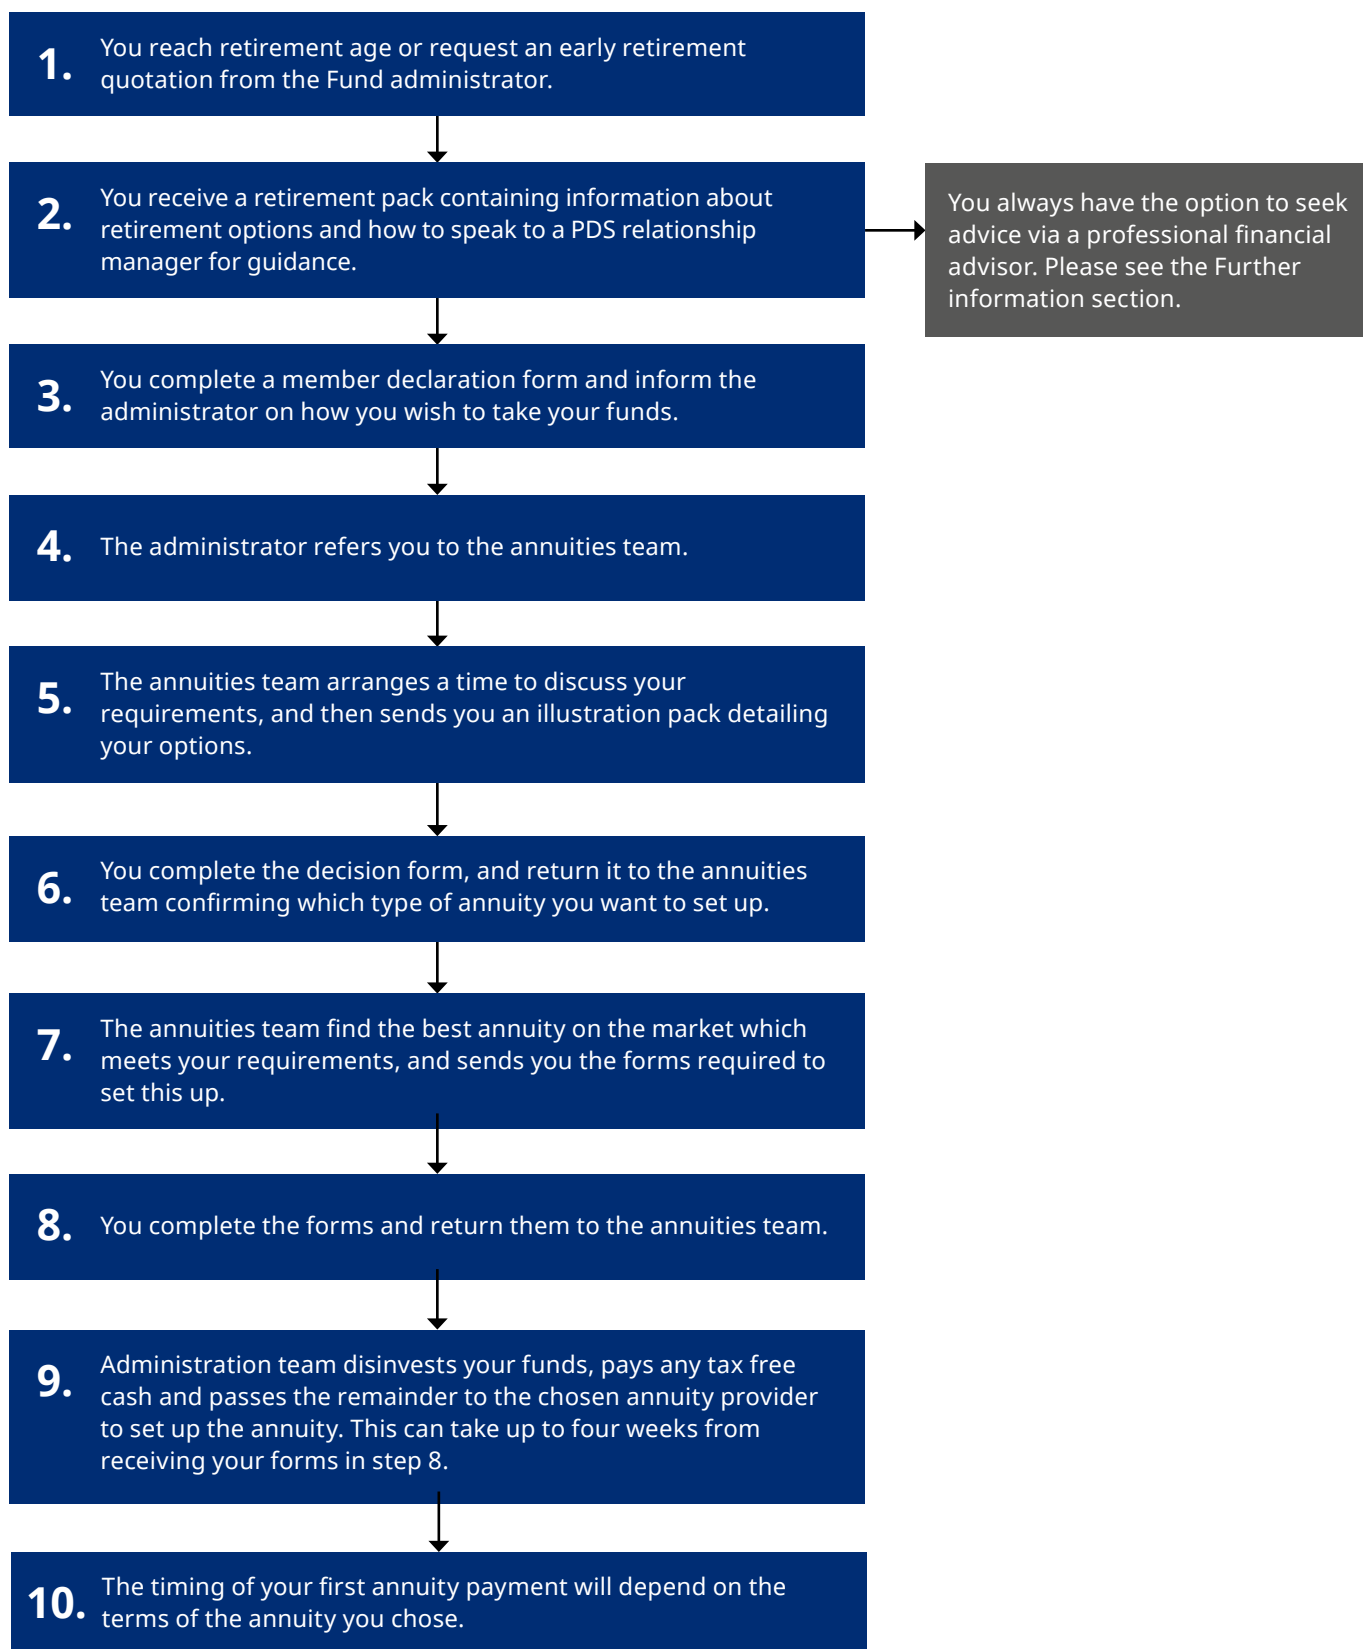 1.
You reach retirement age or request an early retirement
quotation from the Fund administrator.
2.
You receive a retirement pack containing information about
retirement options and how to speak to a PDS relationship
manager for guidance.
You always have the option to seek
advice via a professional financial
advisor. Please see the Further
information section.
3.
You complete a member declaration form and inform the
administrator on how you wish to take your funds.
4.
The administrator refers you to the annuities team.
5.
The annuities team arranges a time to discuss your
requirements, and then sends you an illustration pack detailing
your options.
6.
You complete the decision form, and return it to the annuities
team confirming which type of annuity you want to set up.
7.
The annuities team find the best annuity on the market which
meets your requirements, and sends you the forms required to
set this up.
8.
You complete the forms and return them to the annuities team.
9.
Administration team disinvests your funds, pays any tax free
cash and passes the remainder to the chosen annuity provider
to set up the annuity. This can take up to four weeks from
receiving your forms in step 8.
10.
The timing of your first annuity payment will depend on the
terms of the annuity you chose.